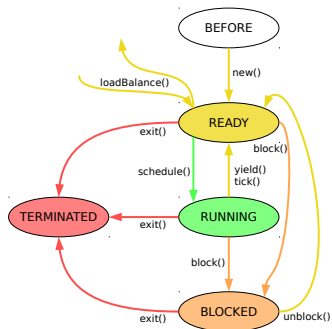 BEFORE
new()
loadBalance()
READY
exit()
block()
schedule()
yield()
tick()
TERMINATED
RUNNING
exit()
block()
BLOCKED
exit()
unblock()